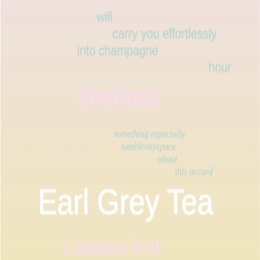 will
carry you effortlessly
into champagne
hour
something especially
tumblr/myspace
about
this accord
Earl Grey Tea